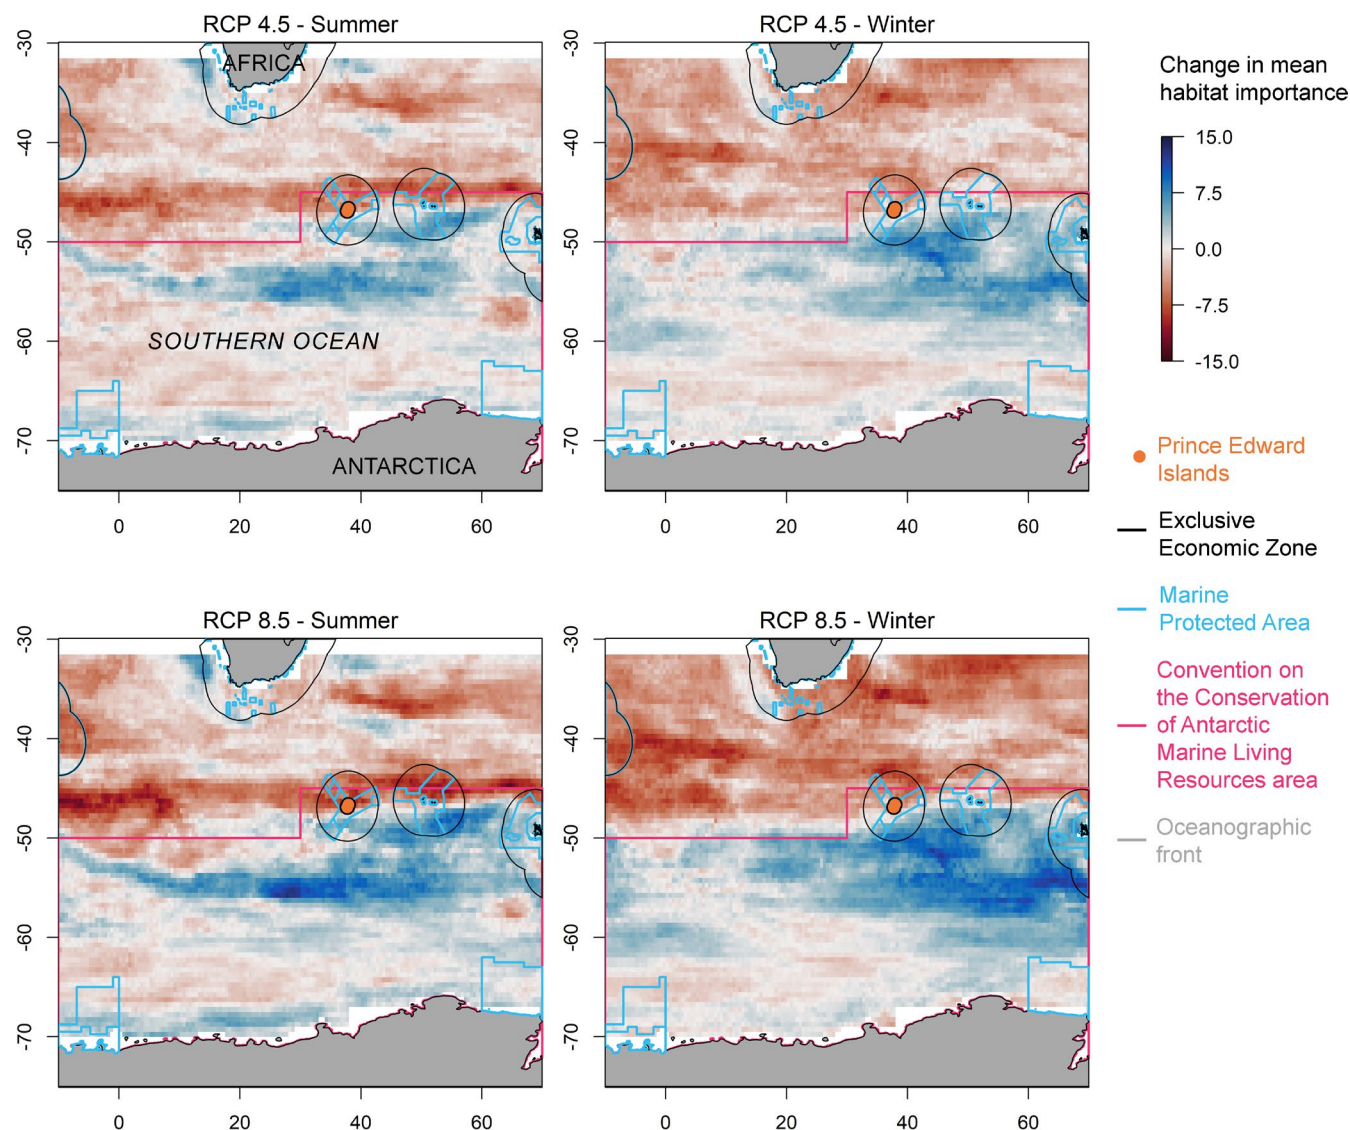 RCP 4.5 - Summer
RCP 4.5 - Winter
-30
-40
-50
-60
-70
AFRICA
SOUTHERN OCEAN
ANTARCTICA
0
20
40
60
0
20
40
60
Change in mean
habitat importance
15.0
7.5
0.0
-7.5
-15.0
Prince Edward
Islands
Exclusive
Economic Zone
Marine
Protected Area
Convention on
the Conservation
of Antarctic
Marine Living
Resources area
Oceanographic
front
-30
-40
-50
-60
-70
RCP 8.5 - Summer
RCP 8.5 - Winter
-30
-40
-50
-60
-70
0
20
40
60
-30
-40
-50
-60
-70
0
20
40
60